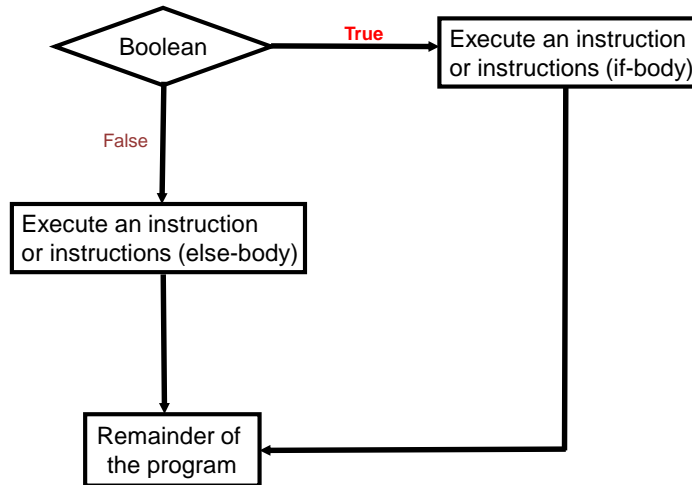 Boolean
True
Execute an instruction
or instructions (if-body)
False
Execute an instruction
or instructions (else-body)
Remainder of
the program